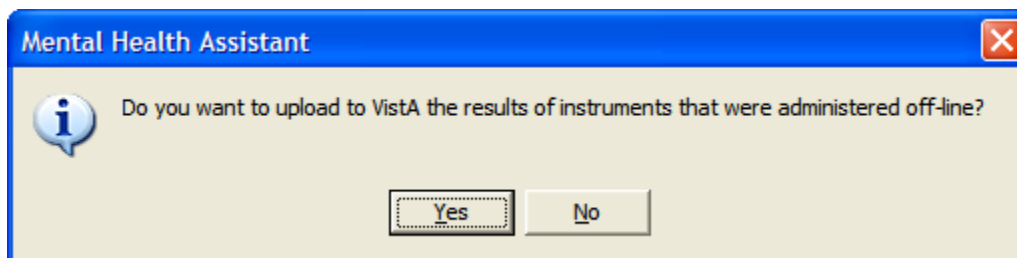 Mental Health Assistant
Do you want to upload to VistA the results of instruments that were administered off-line?
Yes No